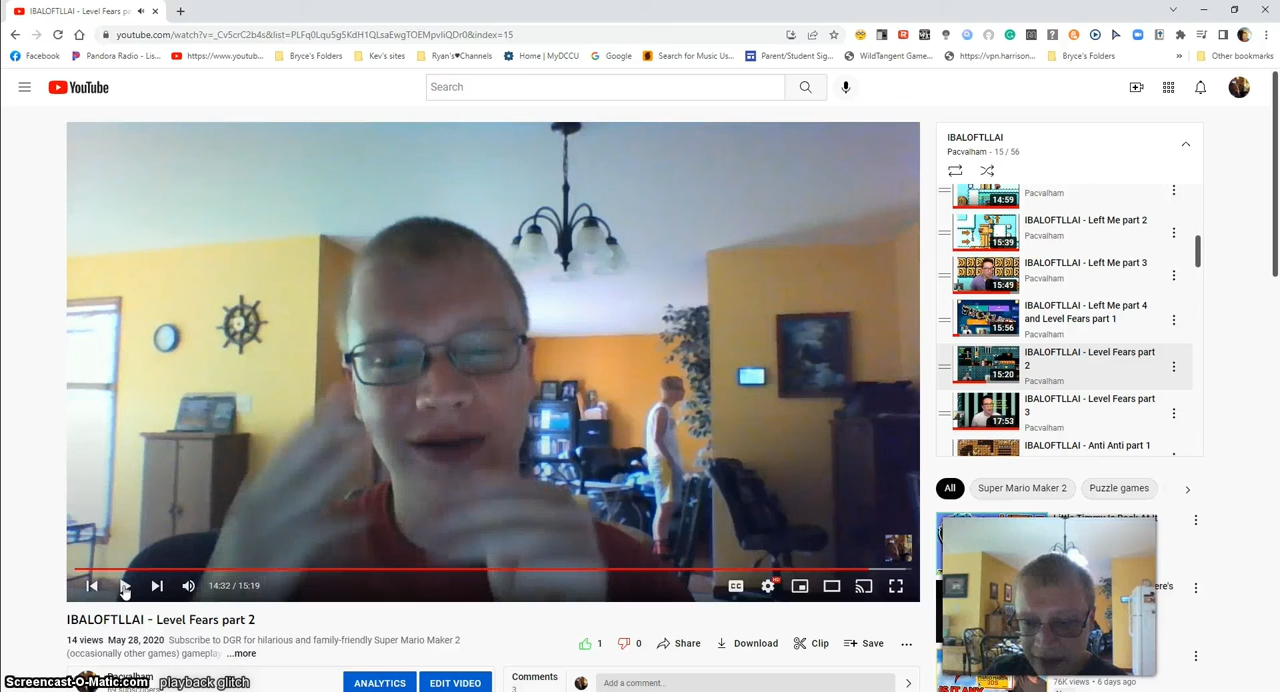 IBALOFTLLAI - Level Fears pa
youtube.com/watch?v=_Cv5crC2b4s&list=PLFq0Lqu5g5KdH1QLsaEwgTOEMpvIiQDr0&index=15
Facebook
Pandora Radio - Lis...
https://www.youtub...
Bryce's Folders
Kev's sites
Ryan's♥Channels
Home | MyDCCU
Google
Search for Music Us...
Parent/Student Sig...
WildTangent Game...
https://vpn.harrison...
Bryce's Folders
»
Other bookmarks
YouTube
Search
IBALOFTLLAI
Pacvalham - 15 / 56
14:59
Pacvalham
15:39
IBALOFTLLAI - Left Me part 2
Pacvalham
15:49
IBALOFTLLAI - Left Me part 3
Pacvalham
15:56
IBALOFTLLAI - Left Me part 4
and Level Fears part 1
Pacvalham
15:20
IBALOFTLLAI - Level Fears part
2
Pacvalham
17:53
IBALOFTLLAI - Level Fears part
3
Pacvalham
IBALOFTLLAI - Anti Anti part 1
All
Super Mario Maker 2
Puzzle games
14:32 / 15:19
CC
HD
IBALOFTLLAI - Level Fears part 2
14 views May 28, 2020 Subscribe to DGR for hilarious and family-friendly Super Mario Maker 2
(occasionally other games) gameplay ...more
1
0
Share
Download
Clip
Save
...
ANALYTICS
EDIT VIDEO
Comments
3
Add a comment...
ere's
76K views • 6 days ago
Screencast-O-Matic.com
playback glitch